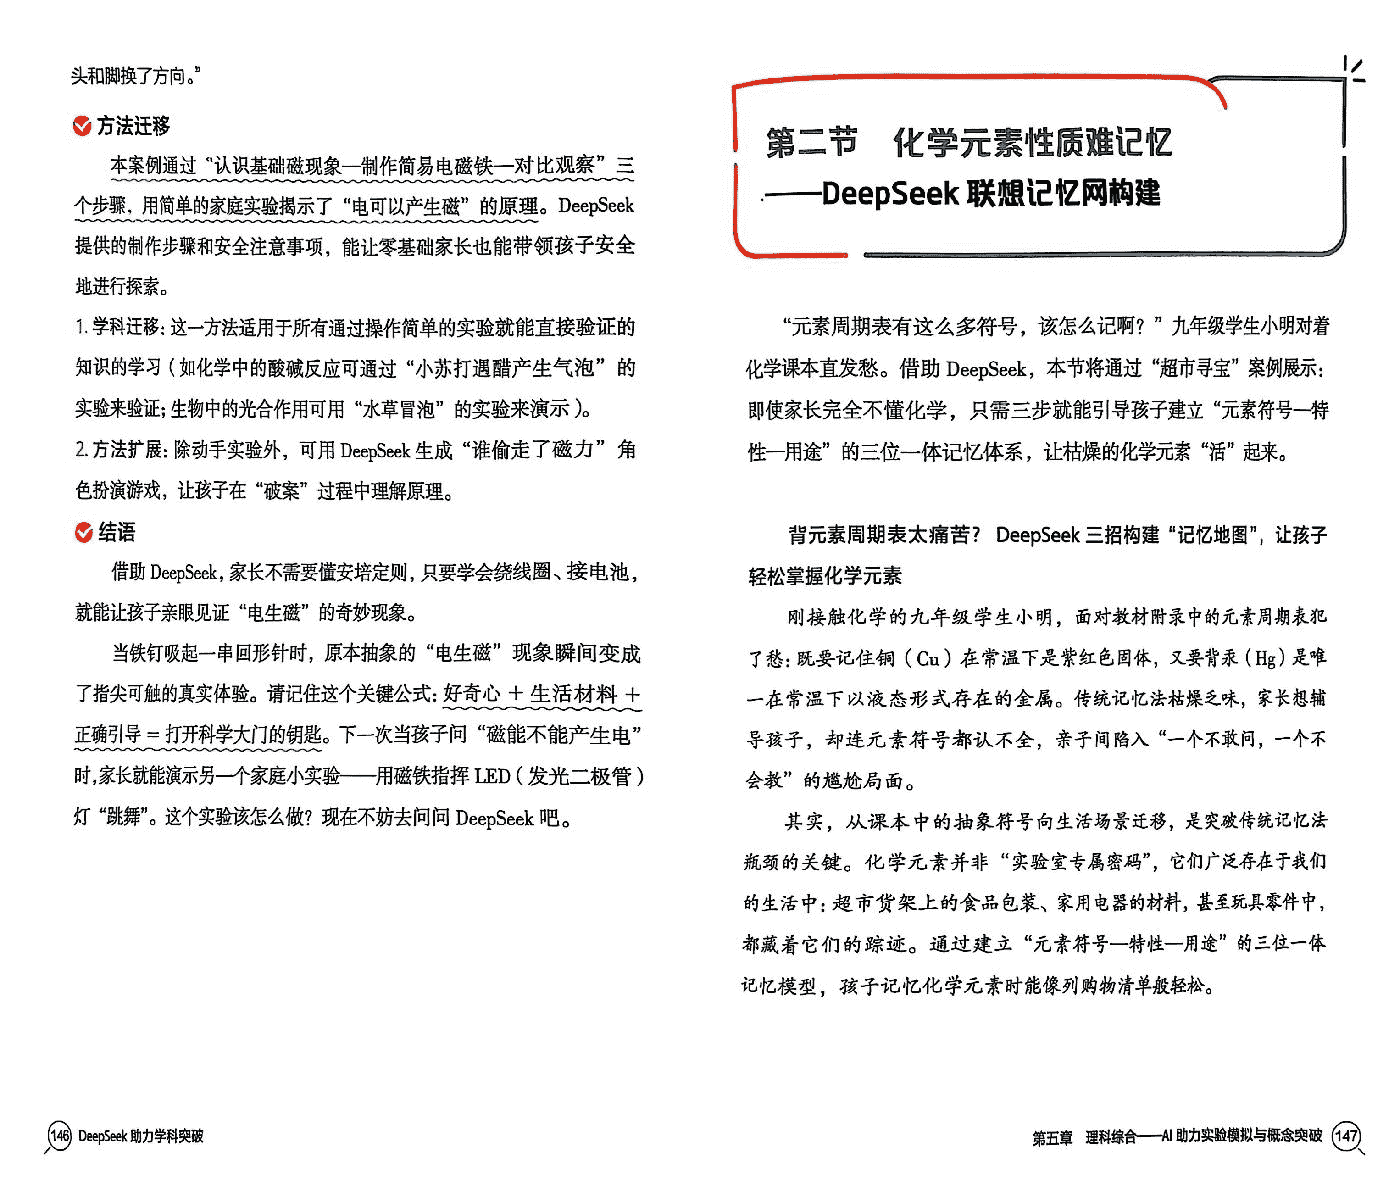 头和脚换了方向。”
方法迁移
本案例通过“认识基础磁现象—制作简易电磁铁—对比观察”三
个步骤，用简单的家庭实验揭示了“电可以产生磁”的原理。DeepSeek
提供的制作步骤和安全注意事项，能让零基础家长也能带领孩子安全
地进行探索。
1. 学科迁移：这一方法适用于所有通过操作简单的实验就能直接验证的
知识的学习（如化学中的酸碱反应可通过“小苏打遇醋产生气泡”的
实验来验证；生物中的光合作用可用“水草冒泡”的实验来演示）。
2. 方法扩展：除动手实验外，可用 DeepSeek 生成“谁偷走了磁力”角
色扮演游戏，让孩子在“破案”过程中理解原理。
结语
借助 DeepSeek，家长不需要懂安培定则，只要学会绕线圈、接电池，
就能让孩子亲眼见证“电生磁”的奇妙现象。
当铁钉吸起一串回形针时，原本抽象的“电生磁”现象瞬间变成
了指尖可触的真实体验。请记住这个关键公式：好奇心 + 生活材料 +
正确引导 = 打开科学大门的钥匙。下一次当孩子问“磁能不能产生电”
时，家长就能演示另一个家庭小实验——用磁铁指挥 LED（发光二极管）
灯“跳舞”。这个实验该怎么做？现在不妨去问问 DeepSeek 吧。
146 DeepSeek 助力学科突破
第二节 化学元素性质难记忆
——DeepSeek 联想记忆网构建
“元素周期表有这么多符号，该怎么记啊？”九年级学生小明对着
化学课本直发愁。借助 DeepSeek，本节将通过“超市寻宝”案例展示：
即使家长完全不懂化学，只需三步就能引导孩子建立“元素符号—特
性—用途”的三位一体记忆体系，让枯燥的化学元素“活”起来。
背元素周期表太痛苦？DeepSeek 三招构建“记忆地图”，让孩子
轻松掌握化学元素
刚接触化学的九年级学生小明，面对教材附录中的元素周期表犯
了愁：既要记住铜（Cu）在常温下是紫红色固体，又要背汞（Hg）是唯
一在常温下以液态形式存在的金属。传统记忆法枯燥乏味，家长想辅
导孩子，却连元素符号都认不全，亲子间陷入“一个不敢问，一个不
会教”的尴尬局面。
其实，从课本中的抽象符号向生活场景迁移，是突破传统记忆法
瓶颈的关键。化学元素并非“实验室专属密码”，它们广泛存在于我们
的生活中：超市货架上的食品包装、家用电器的材料，甚至玩具零件中，
都藏着它们的踪迹。通过建立“元素符号—特性—用途”的三位一体
记忆模型，孩子记忆化学元素时能像列购物清单般轻松。
第五章 理科综合——AI 助力实验模拟与概念突破 147